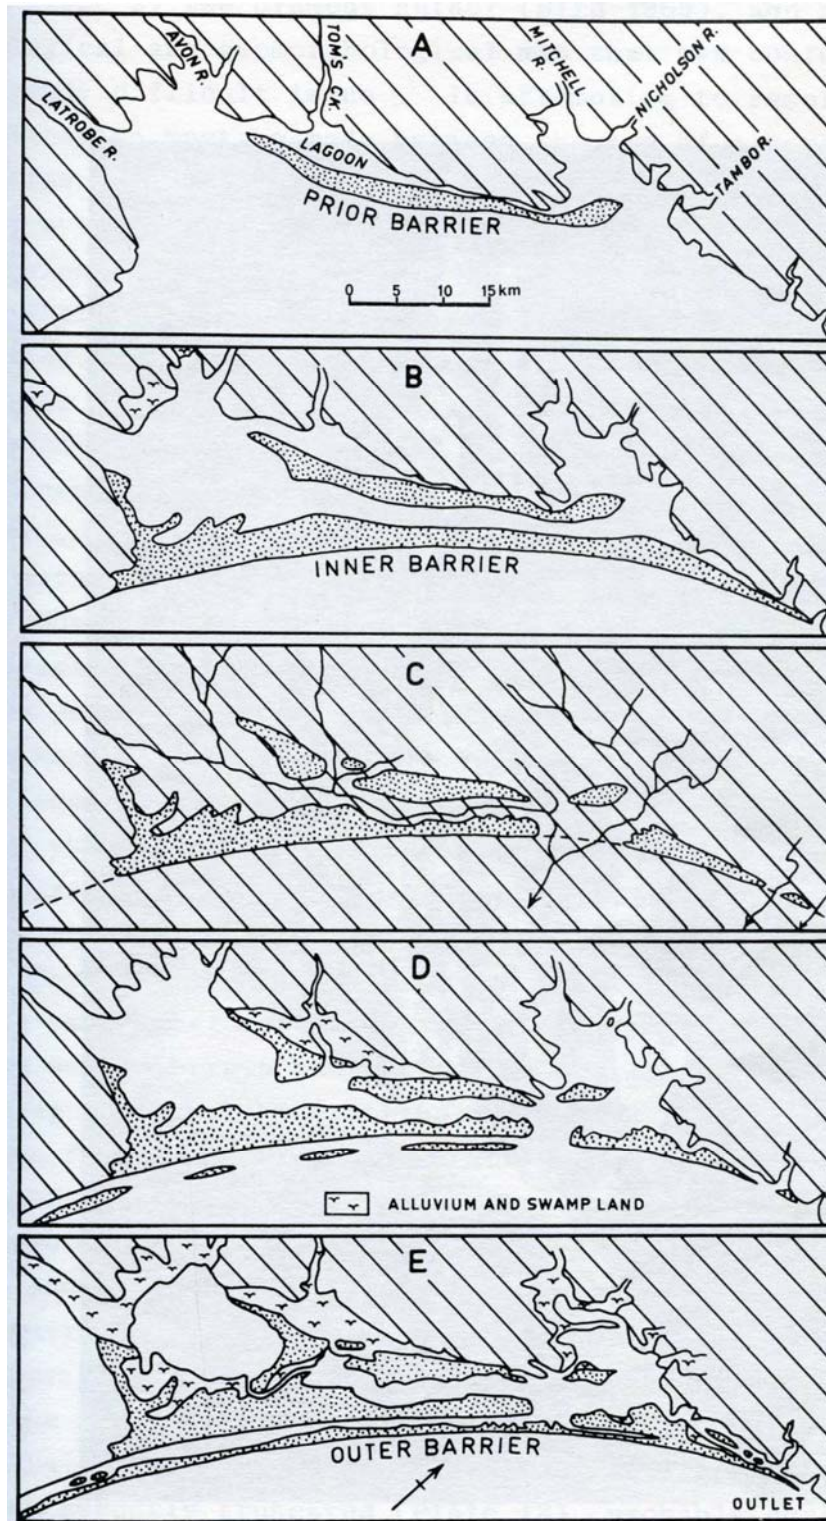 A
AVON R.
TOM'S CK.
MITCHELL R.
NICHOLSON R.
LATROBE R.
LAGOON
TAMBO R.
PRIOR BARRIER
0 5 10 15 km
B
INNER BARRIER
C
D
ALLUVIUM AND SWAMP LAND
E
OUTER BARRIER
OUTLET